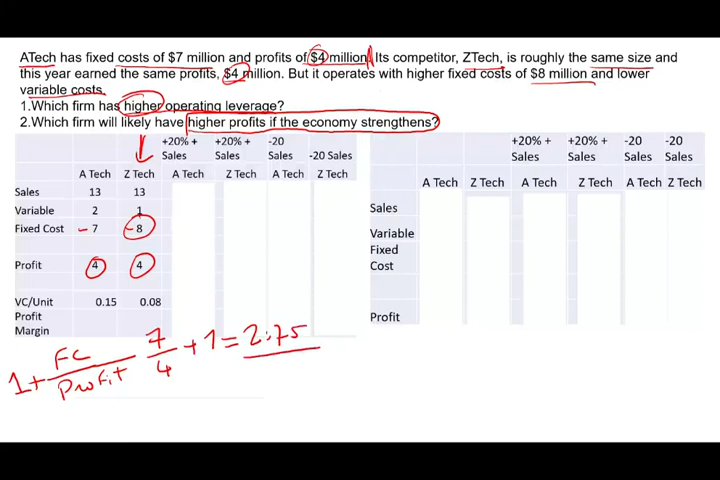 ATech has fixed costs of $7 million and profits of $4 million. Its competitor, ZTech, is roughly the same size and
this year earned the same profits, $4 million. But it operates with higher fixed costs of $8 million and lower
variable costs.
1.Which firm has higher operating leverage?
2.Which firm will likely have higher profits if the economy strengthens?
+20% + Sales +20% + Sales -20 Sales -20 Sales
A Tech Z Tech A Tech Z Tech A Tech Z Tech
Sales 13 13
Variable 2 1
Fixed Cost - 7 - 8
Profit 4 4
VC/Unit 0.15 0.08
Profit Margin
+20% + Sales +20% + Sales -20 Sales -20 Sales
A Tech Z Tech A Tech Z Tech A Tech Z Tech
Sales
Variable
Fixed Cost
Profit
1+ FC/Profit 7/4 + 1 = 2.75